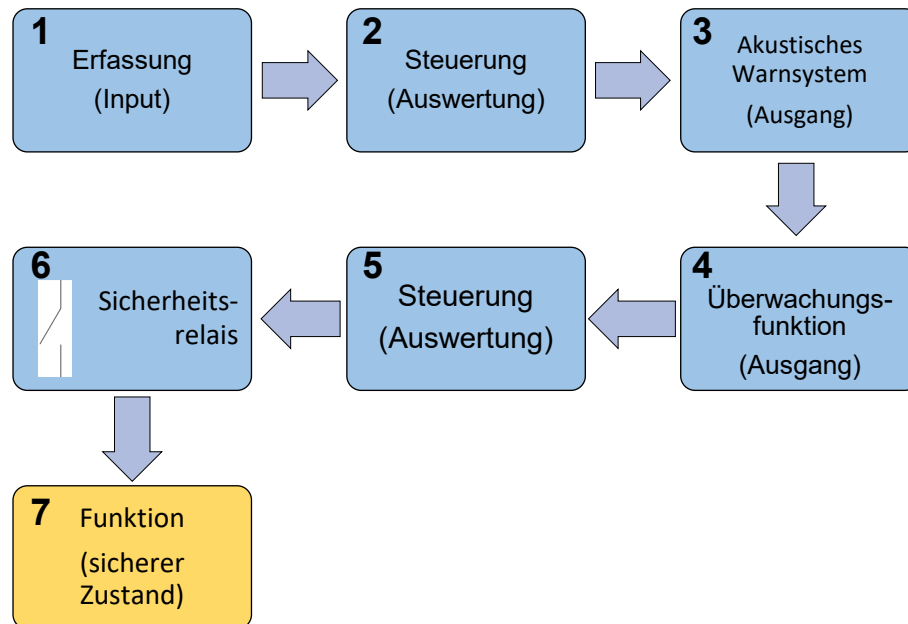 1
Erfassung
(Input)
2
Steuerung
(Auswertung)
3
Akustisches
Warnsystem
(Ausgang)
4
Überwachungs-
funktion
(Ausgang)
5
Steuerung
(Auswertung)
6
Sicherheits-
relais
7
Funktion
(sicherer
Zustand)